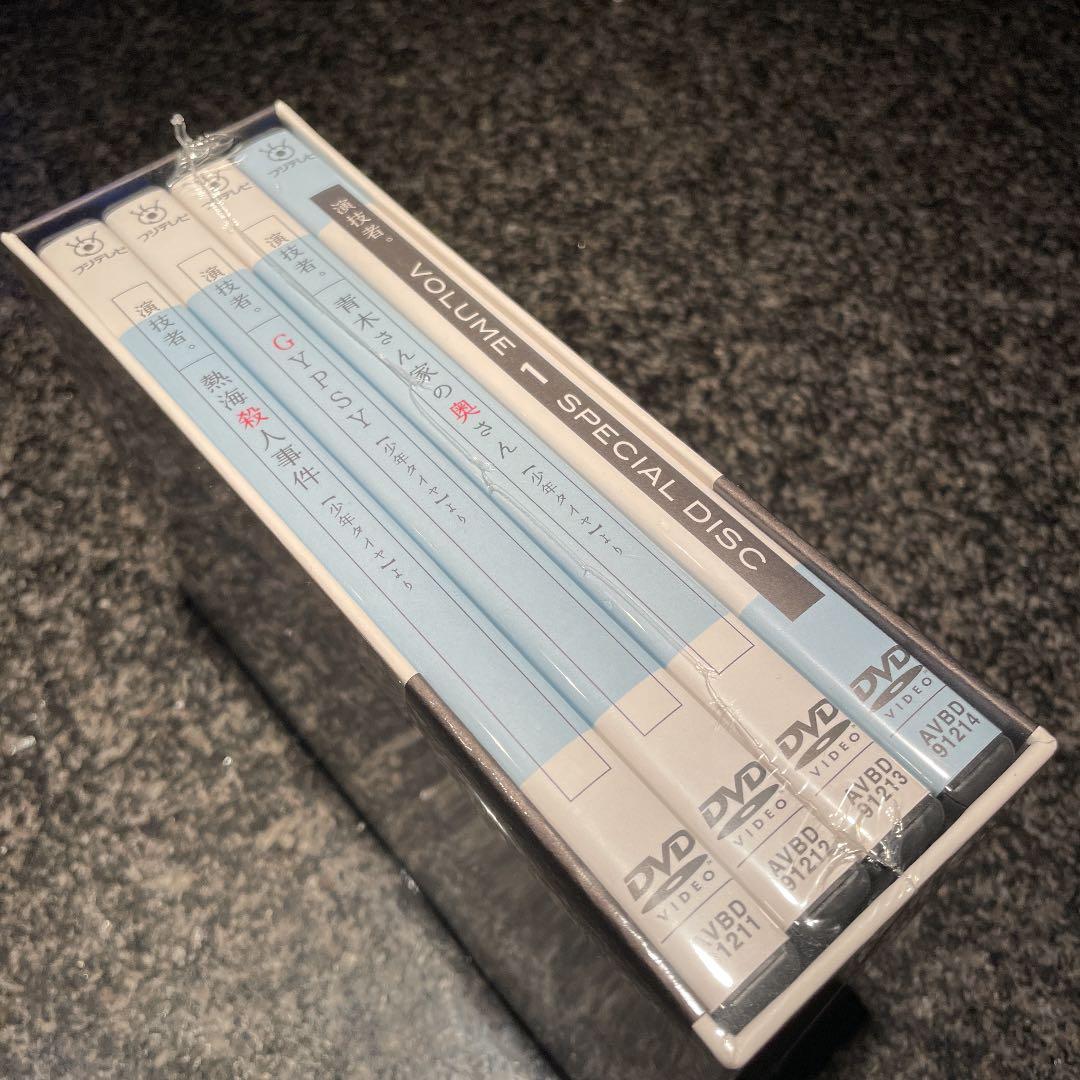 フジテレビ
演技者。
熱海殺人事件
【少年タイヤ】より
DVD
VIDEO
AVBD
1211
フジテレビ
演技者。
GYPSY
【少年タイヤ】より
DVD
VIDEO
AVBD
91212
フジテレビ
演技者。
青木さん家の奥さん
【少年タイヤ】より
DVD
VIDEO
AVBD
91213
フジテレビ
演技者。
VOLUME 1 SPECIAL DISC
DVD
VIDEO
AVBD
91214